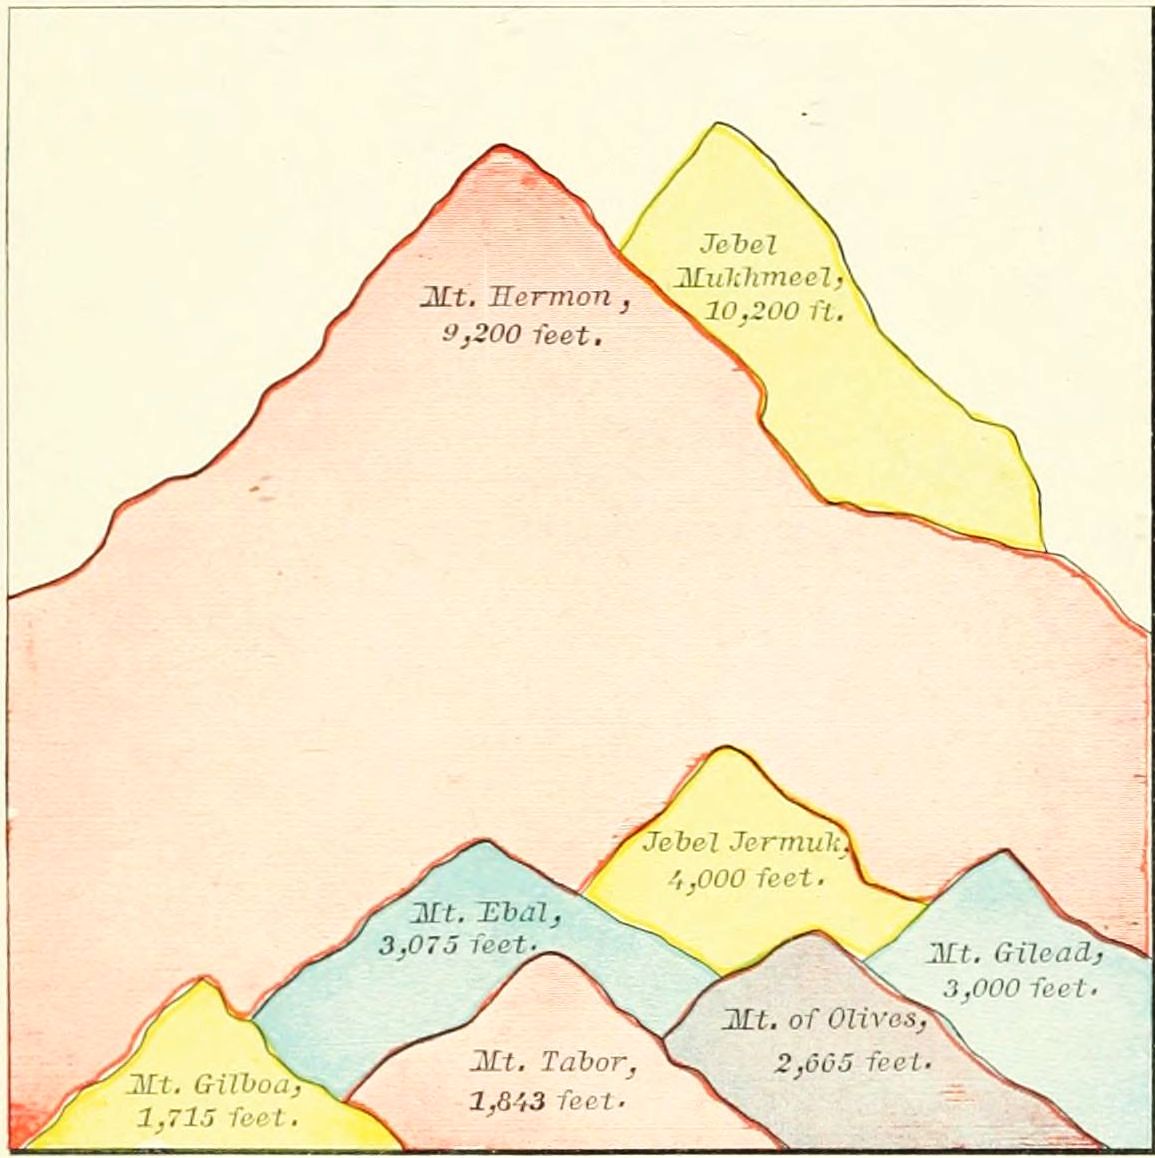 Jebel
Mukhmeel,
10,200 ft.
Mt. Hermon,
9,200 feet.
Jebel Jermuk,
4,000 feet.
Mt. Ebal,
3,075 feet.
Mt. Gilead,
3,000 feet.
Mt. of Olives,
2,665 feet.
Mt. Tabor,
1,843 feet.
Mt. Gilboa,
1,715 feet.